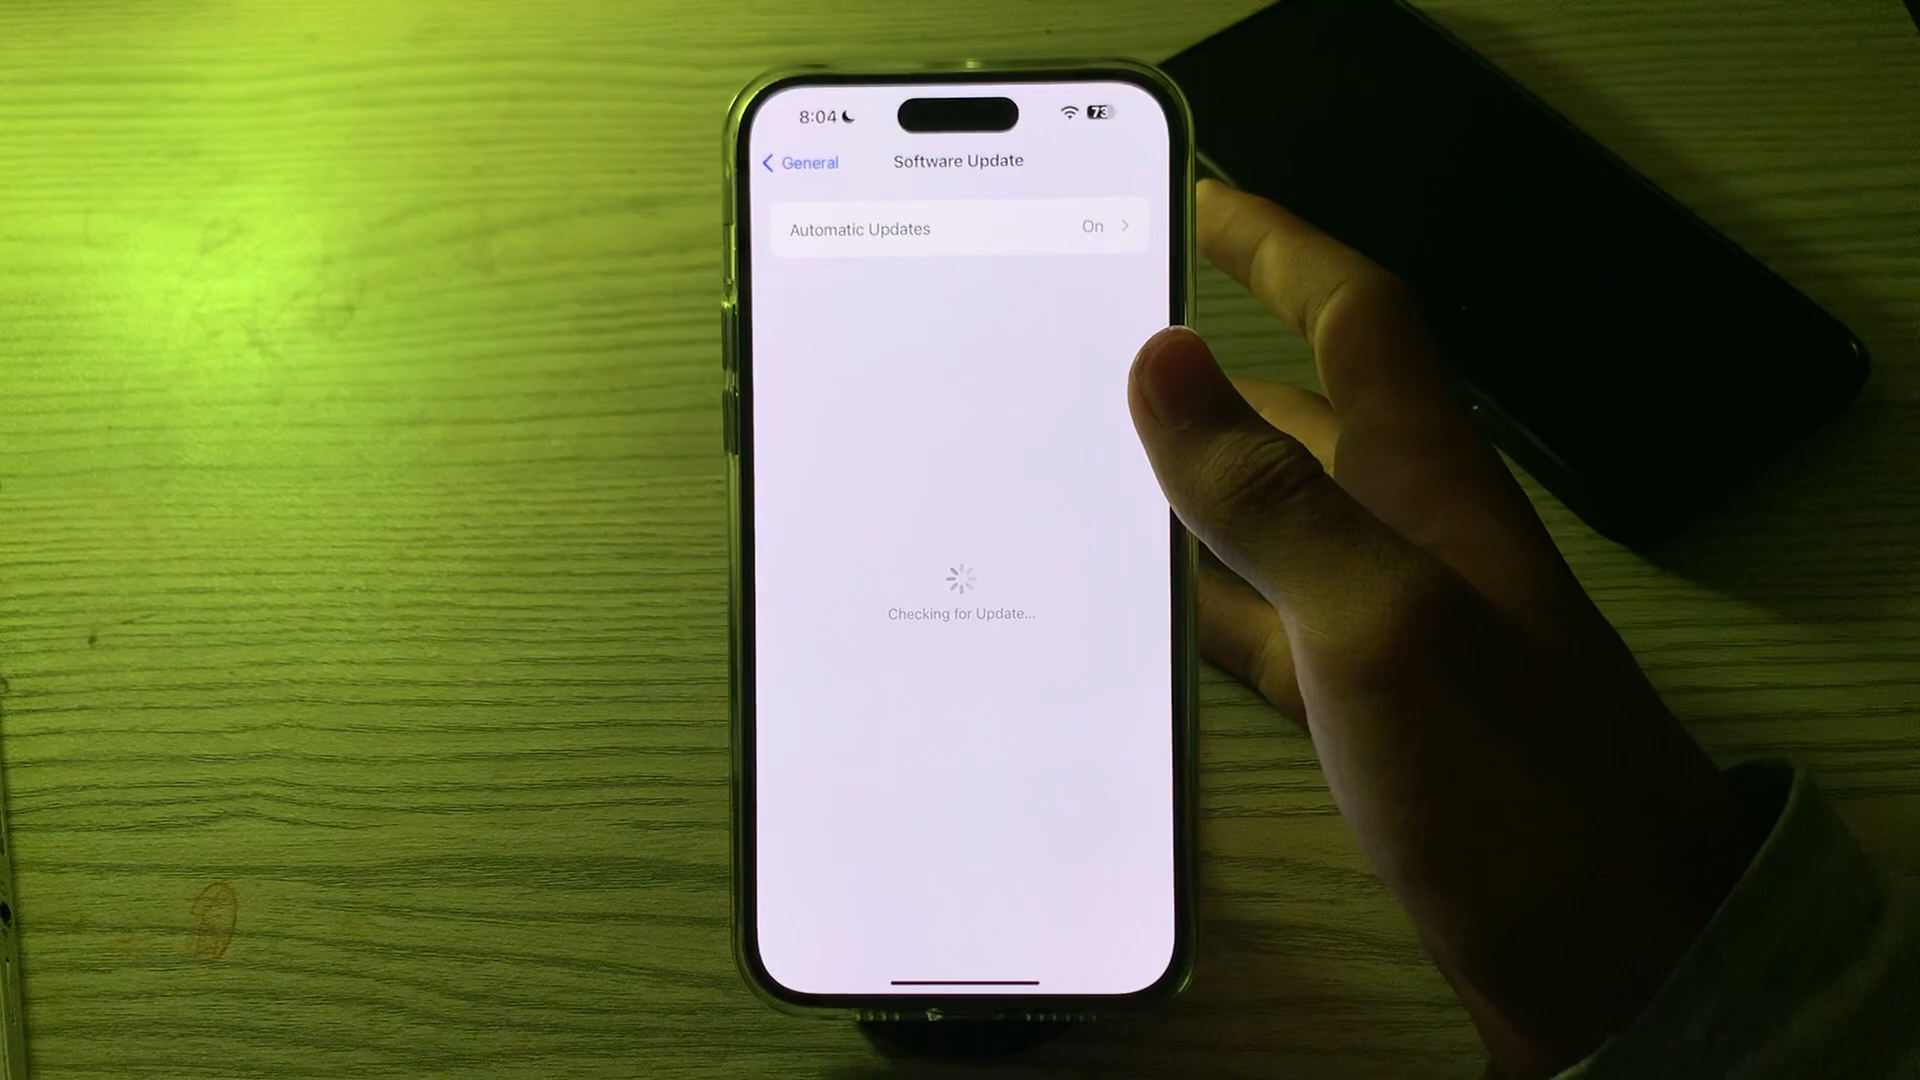 8:04 73
General Software Update
Automatic Updates On
Checking for Update...